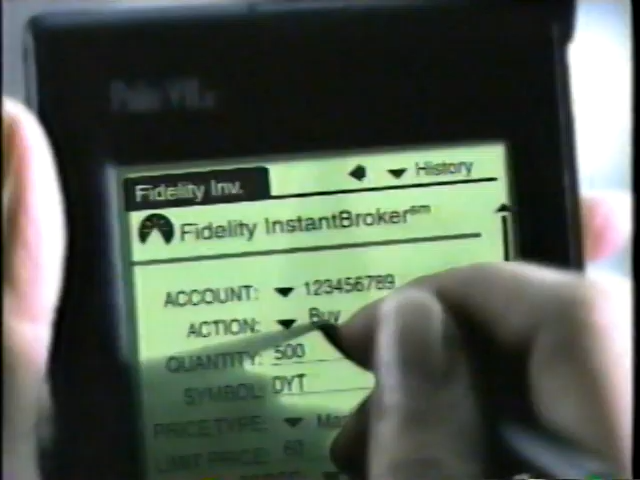 Palm VIIx
Fidelity Inv. History
Fidelity InstantBroker℠
ACCOUNT: 123456789
ACTION: Buy
QUANTITY: 500
SYMBOL: DYT
PRICE TYPE:
LIMIT PRICE: 60